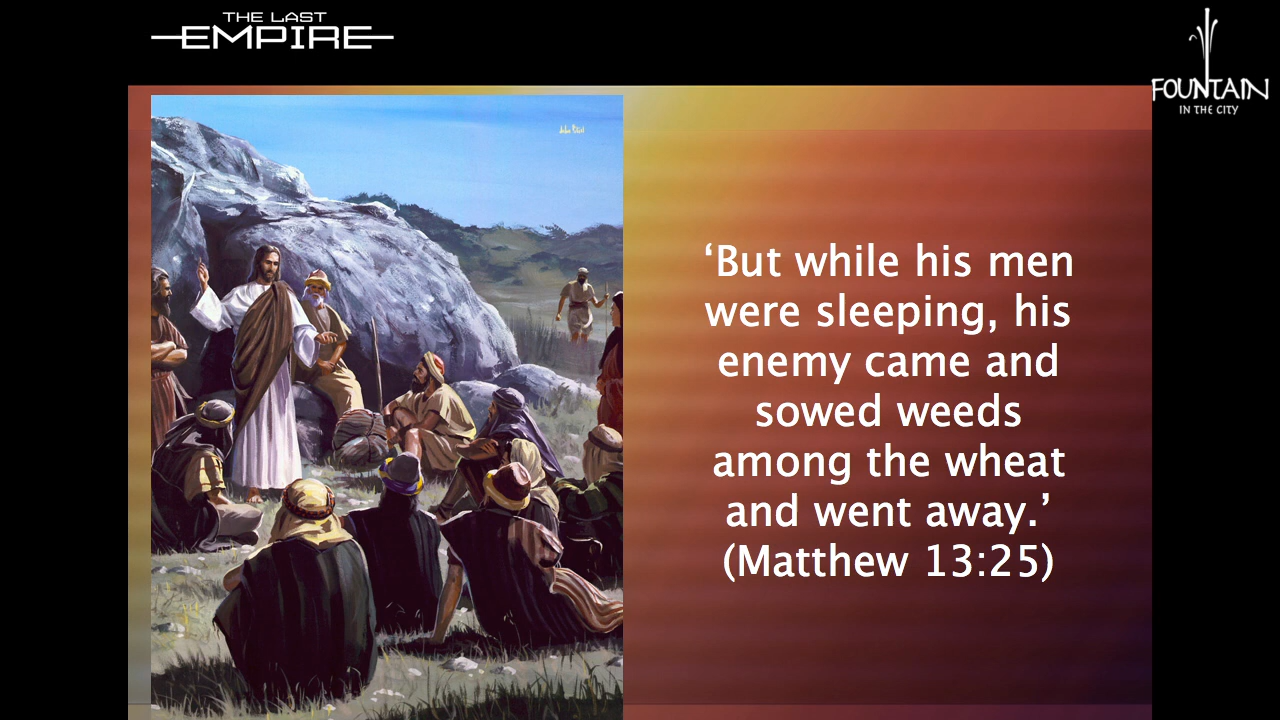 THE LAST
EMPIRE
FOUNTAIN
IN THE CITY
‘But while his men
were sleeping, his
enemy came and
sowed weeds
among the wheat
and went away.’
(Matthew 13:25)